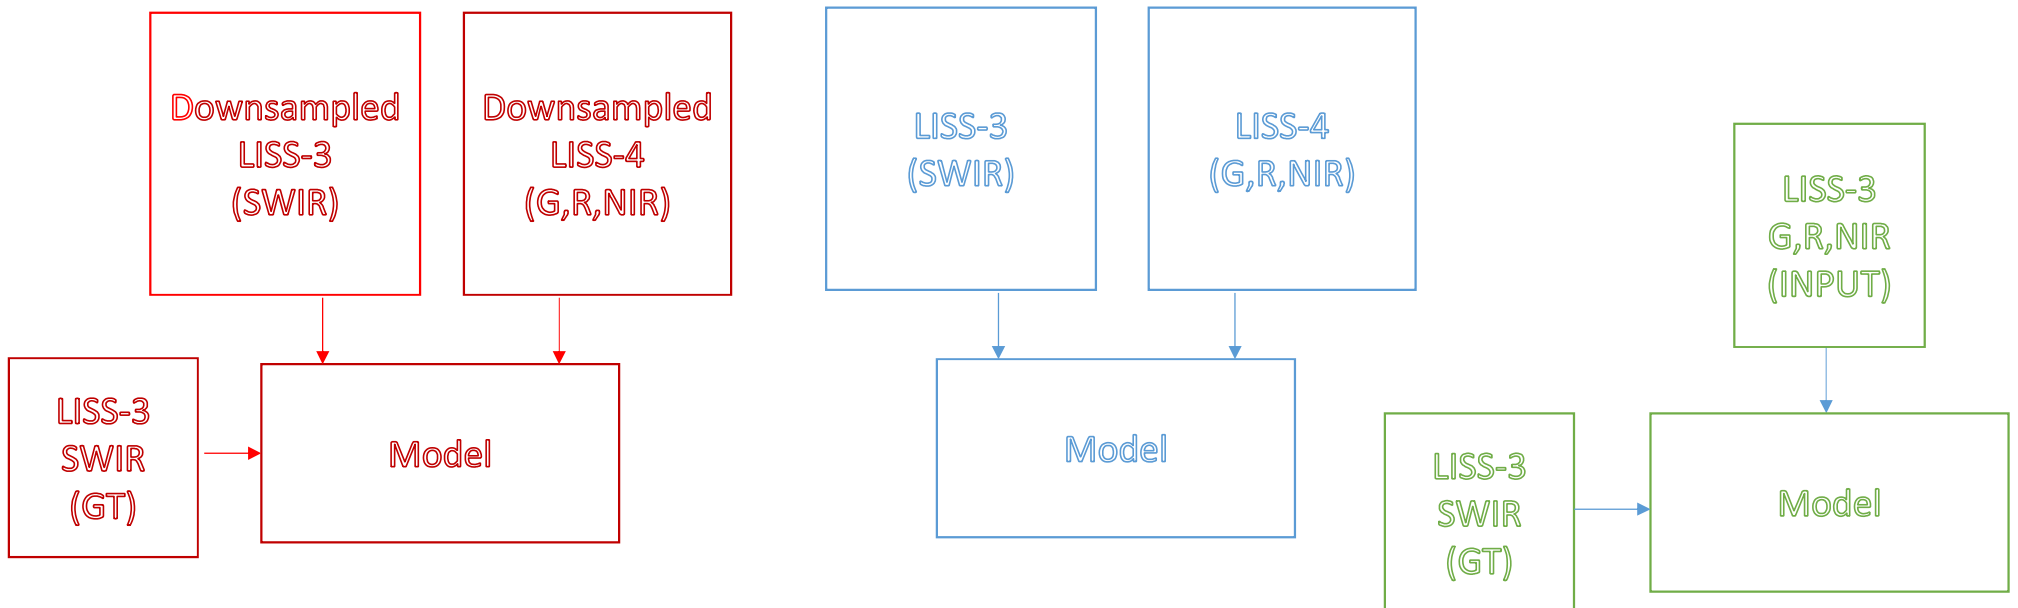 Downsampled
LISS-3
(SWIR)
Downsampled
LISS-4
(G,R,NIR)
LISS-3
SWIR
(GT)
Model
LISS-3
(SWIR)
LISS-4
(G,R,NIR)
Model
LISS-3
G,R,NIR
(INPUT)
LISS-3
SWIR
(GT)
Model